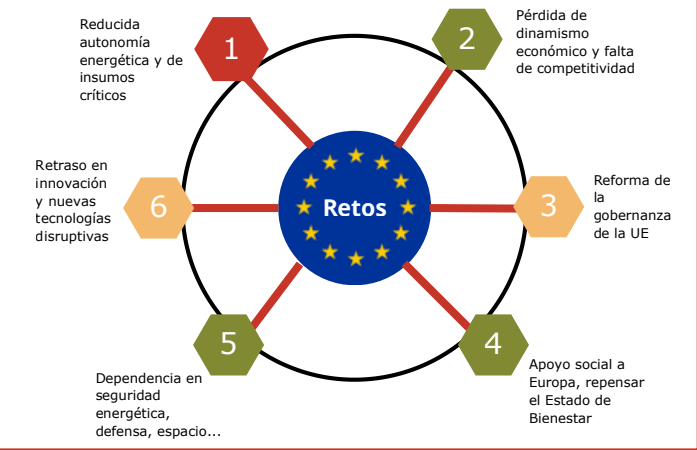 Reducida
autonomía
energética y de
insumos
críticos
1
2
Pérdida de
dinamismo
económico y falta
de competitividad
3
Reforma de
la
gobernanza
de la UE
4
Apoyo social a
Europa, repensar
el Estado de
Bienestar
5
Dependencia en
seguridad
energética,
defensa, espacio...
6
Retraso en
innovación
y nuevas
tecnologías
disruptivas
Retos